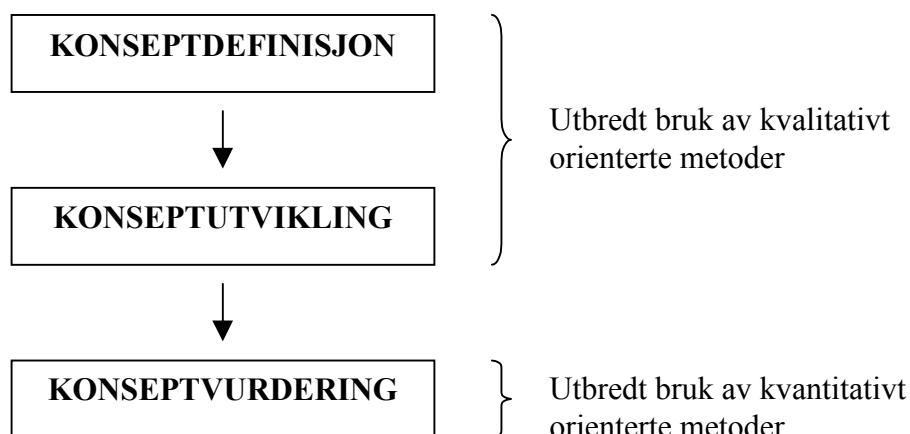 KONSEPTDEFINISJON
Utbredt bruk av kvalitativt
orienterte metoder
KONSEPTUTVIKLING
KONSEPTVURDERING
Utbredt bruk av kvantitativt
orienterte metoder